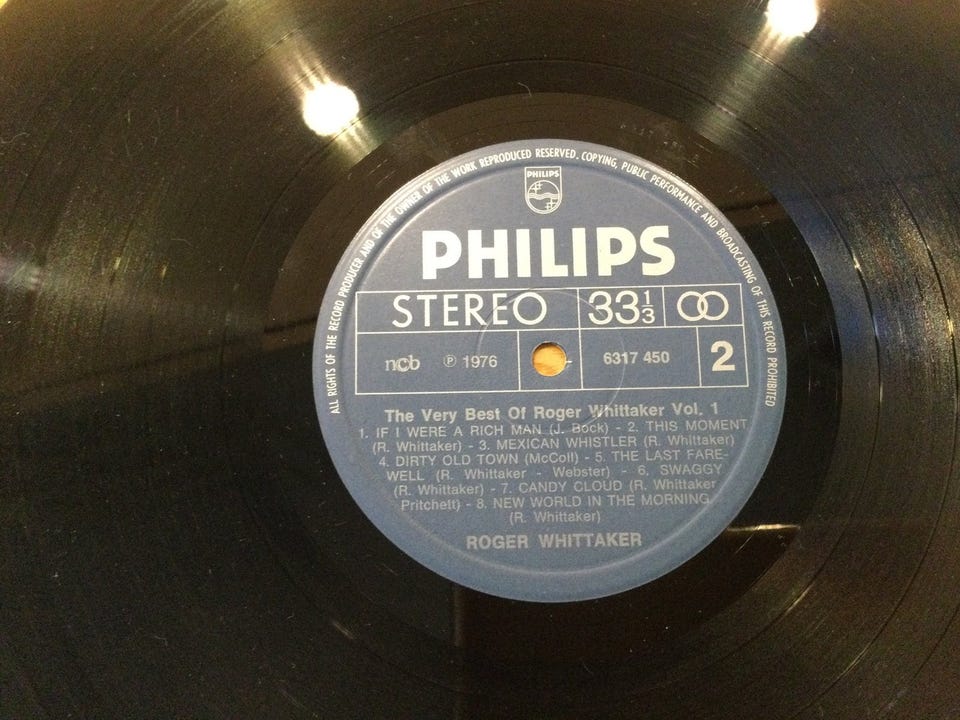 ALL RIGHTS OF THE RECORD PRODUCER AND OF THE OWNER OF THE WORK REPRODUCED RESERVED. COPYING, PUBLIC PERFORMANCE AND BROADCASTING OF THIS RECORD PROHIBITED
PHILIPS
PHILIPS
STEREO 33 1/3
ncb ℗ 1976 6317 450 2
The Very Best Of Roger Whittaker Vol. 1
1. IF I WERE A RICH MAN (J. Bock) - 2. THIS MOMENT
(R. Whittaker) - 3. MEXICAN WHISTLER (R. Whittaker)
4. DIRTY OLD TOWN (McColl) - 5. THE LAST FARE-
WELL (R. Whittaker - Webster) - 6. SWAGGY
(R. Whittaker) - 7. CANDY CLOUD (R. Whittaker
Pritchett) - 8. NEW WORLD IN THE MORNING
(R. Whittaker)
ROGER WHITTAKER